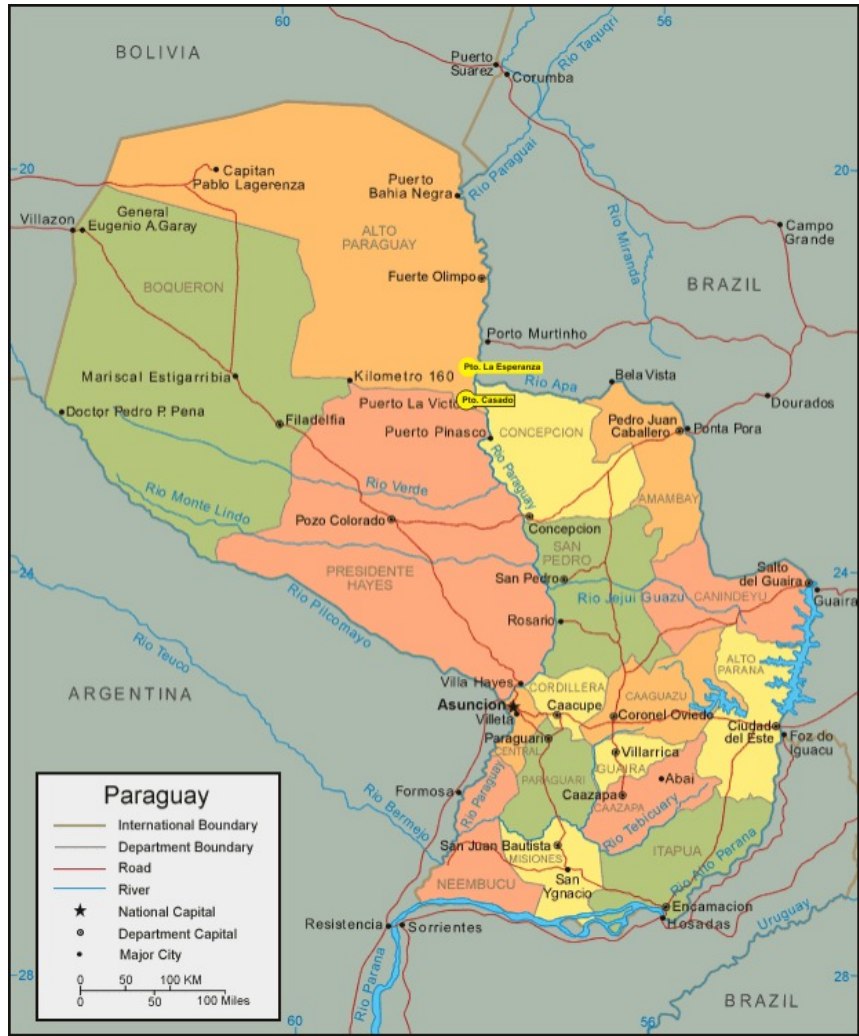 60
56
BOLIVIA
Puerto
Suarez
Corumba
Rio Taquqri
20
20
Capitan
Pablo Lagerenza
Puerto
Bahia Negra
Rio Paraguai
Villazon
General
Eugenio A.Garay
ALTO
PARAGUAY
Rio Miranda
Campo
Grande
BOQUERON
Fuerte Olimpo
BRAZIL
Porto Murtinho
Pto. La Esperanza
Mariscal Estigarribia
Kilometro 160
Rio Apa
Bela Vista
Puerto La Victo
Pto. Casado
Dourados
Doctor Pedro P. Pena
Filadelfia
Puerto Pinasco
CONCEPCION
Pedro Juan
Caballero
Ponta Pora
Rio Verde
Rio Paraguay
Rio Monte Lindo
AMAMBAY
Pozo Colorado
Concepcion
SAN
PEDRO
PRESIDENTE
HAYES
24
24
San Pedro
Salto
del Guaira
CANINDEYU
Guaira
Rio Jejui Guazu
Rio Pilcomayo
Rosario
Rio Teuco
ALTO
PARANA
ARGENTINA
Villa Hayes
CORDILLERA
CAAGUAZU
Asuncion
Villeta
Caacupe
Coronel Oviedo
Ciudad
del Este
Foz do
Iguacu
Paraguari
CENTRAL
Villarrica
GUAIRA
PARAGUARI
Abai
Caazapa
CAAZAPA
Formosa
Rio Paraguay
Rio Bermejo
Rio Tebicuary
San Juan Bautista
MISIONES
ITAPUA
Rio Alto Parana
NEEMBUCU
San
Ygnacio
Encamacion
Hosadas
Resistencia
Sorrientes
Uruguay
Rio Parana
28
28
60
56
BRAZIL
Paraguay
International Boundary
Department Boundary
Road
River
National Capital
Department Capital
Major City
0 50 100 KM
0 50 100 Miles